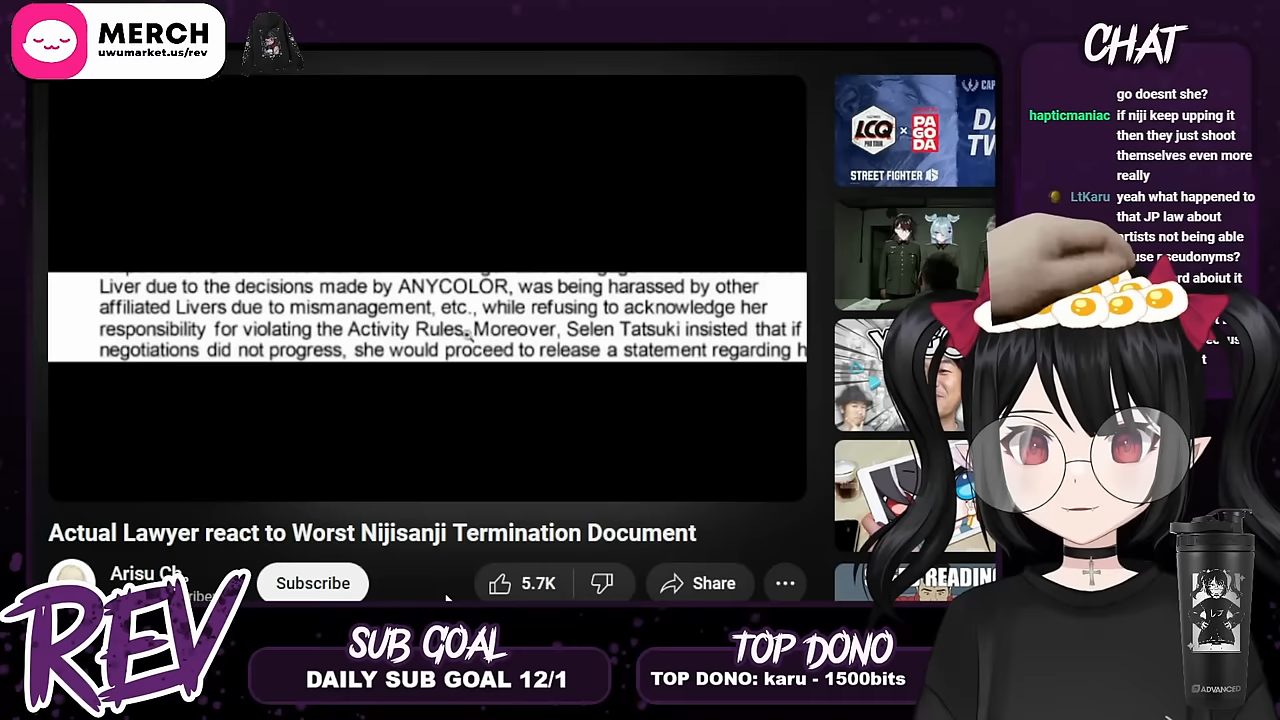 MERCH
uwumarket.us/rev
CHAT
go doesnt she?
hapticmaniac if niji keep upping it
then they just shoot
themselves even more
really
LtKaru yeah what happened to
that JP law about
artists not being able
Liver due to the decisions made by ANYCOLOR, was being harassed by other
affiliated Livers due to mismanagement, etc., while refusing to acknowledge her
responsibility for violating the Activity Rules. Moreover, Selen Tatsuki insisted that if
negotiations did not progress, she would proceed to release a statement regarding
LCQ x PAGODA
STREET FIGHTER 6
READING
Actual Lawyer react to Worst Nijisanji Termination Document
Arisu Ch.
Subscribe
5.7K
Share
REV
SUB GOAL
DAILY SUB GOAL 12/1
TOP DONO
TOP DONO: karu - 1500bits
レブ
ADVANCED